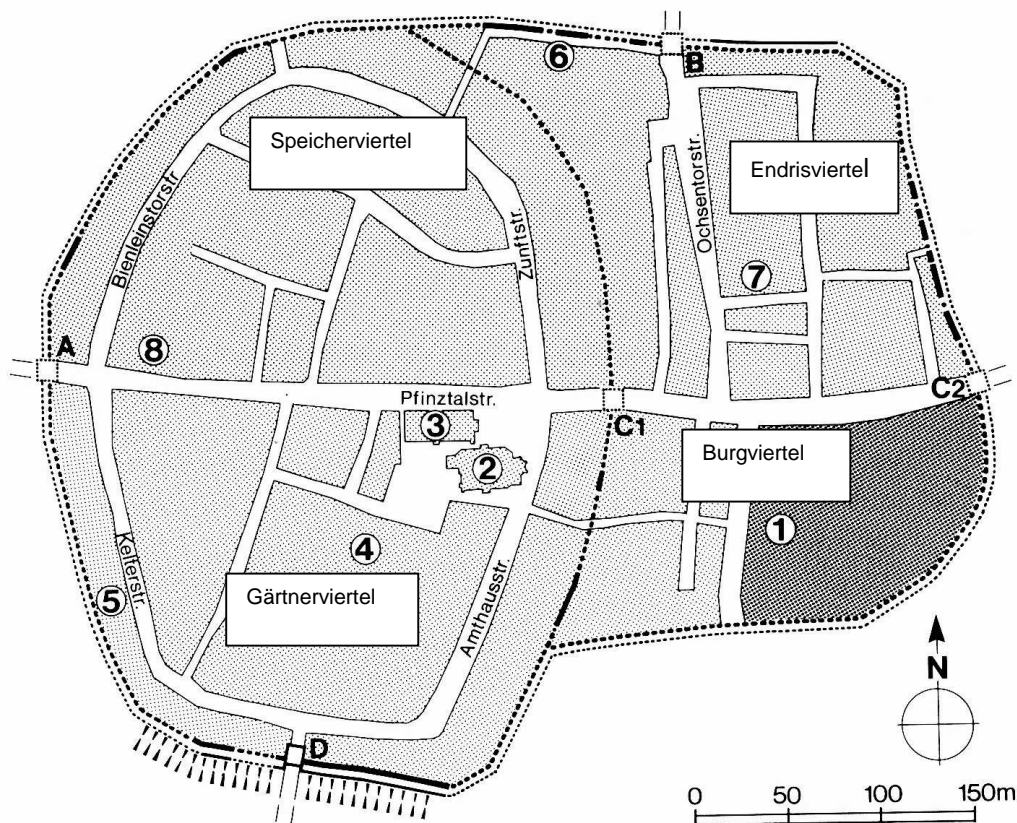 B
6
Speicherviertel
Endrisviertel
Bienleinstorstr
Zunftstr.
Ochsentorstr.
7
A
8
C2
Pfinztalstr.
C1
3
Burgviertel
2
1
4
Kelterstr.
5
Gärtnerviertel
Amthausstr.
N
D
0 50 100 150m